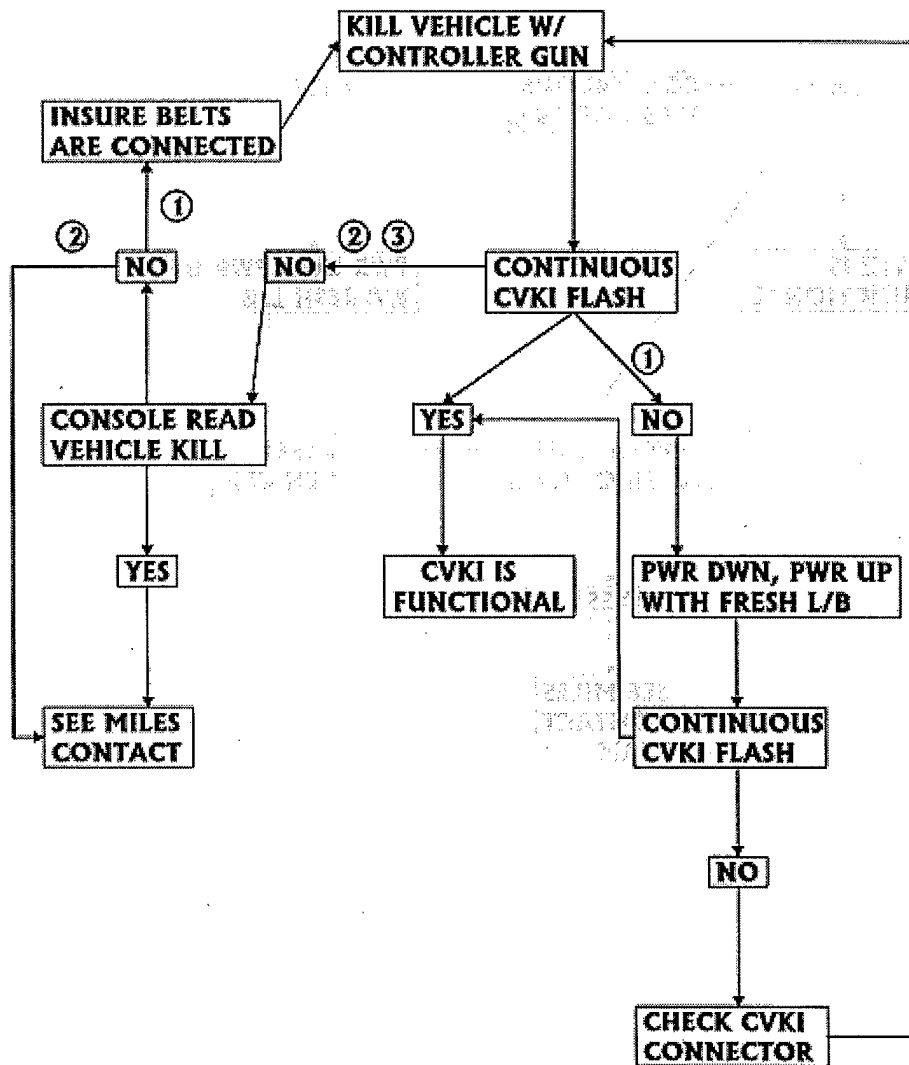 KILL VEHICLE W/
CONTROLLER GUN
INSURE BELTS
ARE CONNECTED
①
②
NO
NO
② ③
CONTINUOUS
CVKI FLASH
①
CONSOLE READ
VEHICLE KILL
YES
NO
YES
CVKI IS
FUNCTIONAL
PWR DWN, PWR UP
WITH FRESH L/B
SEE MILES
CONTACT
CONTINUOUS
CVKI FLASH
NO
CHECK CVKI
CONNECTOR